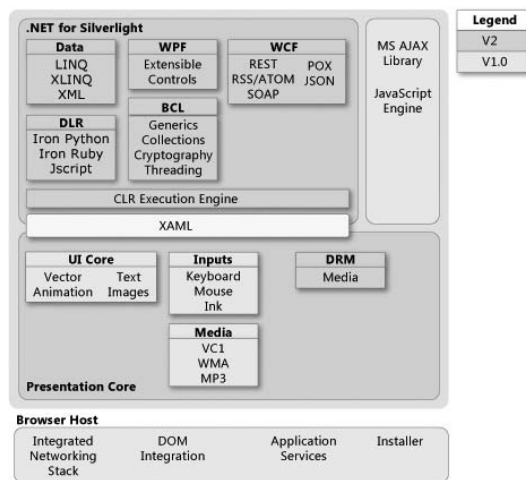 .NET for Silverlight
Data
LINQ
XLINQ
XML
WPF
Extensible
Controls
WCF
REST POX
RSS/ATOM JSON
SOAP
DLR
Iron Python
Iron Ruby
Jscript
BCL
Generics
Collections
Cryptography
Threading
CLR Execution Engine
XAML
MS AJAX
Library
JavaScript
Engine
Legend
V2
V1.0
UI Core
Vector Text
Animation Images
Inputs
Keyboard
Mouse
Ink
DRM
Media
Media
VC1
WMA
MP3
Presentation Core
Browser Host
Integrated
Networking
Stack
DOM
Integration
Application
Services
Installer